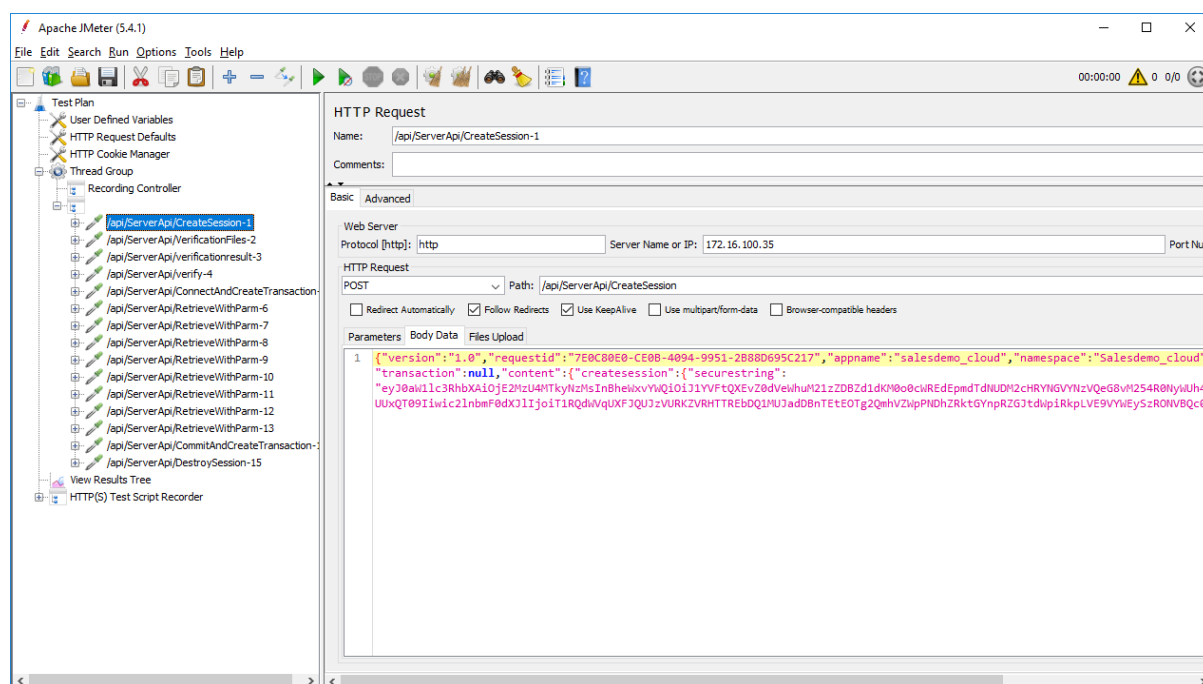 Apache JMeter (5.4.1)
File Edit Search Run Options Tools Help
00:00:00 0 0/0
Test Plan
User Defined Variables
HTTP Request Defaults
HTTP Cookie Manager
Thread Group
Recording Controller
/api/ServerApi/CreateSession-1
/api/ServerApi/VerificationFiles-2
/api/ServerApi/verificationresult-3
/api/ServerApi/verify-4
/api/ServerApi/ConnectAndCreateTransaction-
/api/ServerApi/RetrieveWithParm-6
/api/ServerApi/RetrieveWithParm-7
/api/ServerApi/RetrieveWithParm-8
/api/ServerApi/RetrieveWithParm-9
/api/ServerApi/RetrieveWithParm-10
/api/ServerApi/RetrieveWithParm-11
/api/ServerApi/RetrieveWithParm-12
/api/ServerApi/RetrieveWithParm-13
/api/ServerApi/CommitAndCreateTransaction-1
/api/ServerApi/DestroySession-15
View Results Tree
HTTP(S) Test Script Recorder
HTTP Request
Name: /api/ServerApi/CreateSession-1
Comments:
Basic Advanced
Web Server
Protocol [http]: http Server Name or IP: 172.16.100.35 Port Nu
HTTP Request
POST Path: /api/ServerApi/CreateSession
Redirect Automatically Follow Redirects Use KeepAlive Use multipart/form-data Browser-compatible headers
Parameters Body Data Files Upload
1 {"version":"1.0","requestid":"7E0C80E0-CE0B-4094-9951-2B88D695C217","appname":"salesdemo_cloud","namespace":"Salesdemo_cloud"
"transaction":null,"content":{"createsession":{"securestring":